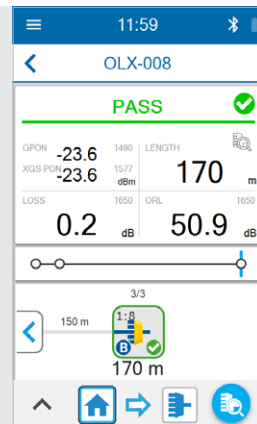 11:59
OLX-008
PASS
GPON -23.6 1490
XGS-PON -23.6 1577
dBm
LENGTH
170 m
LOSS 1650
0.2 dB
ORL 1650
50.9 dB
3/3
150 m
1:8
B
170 m